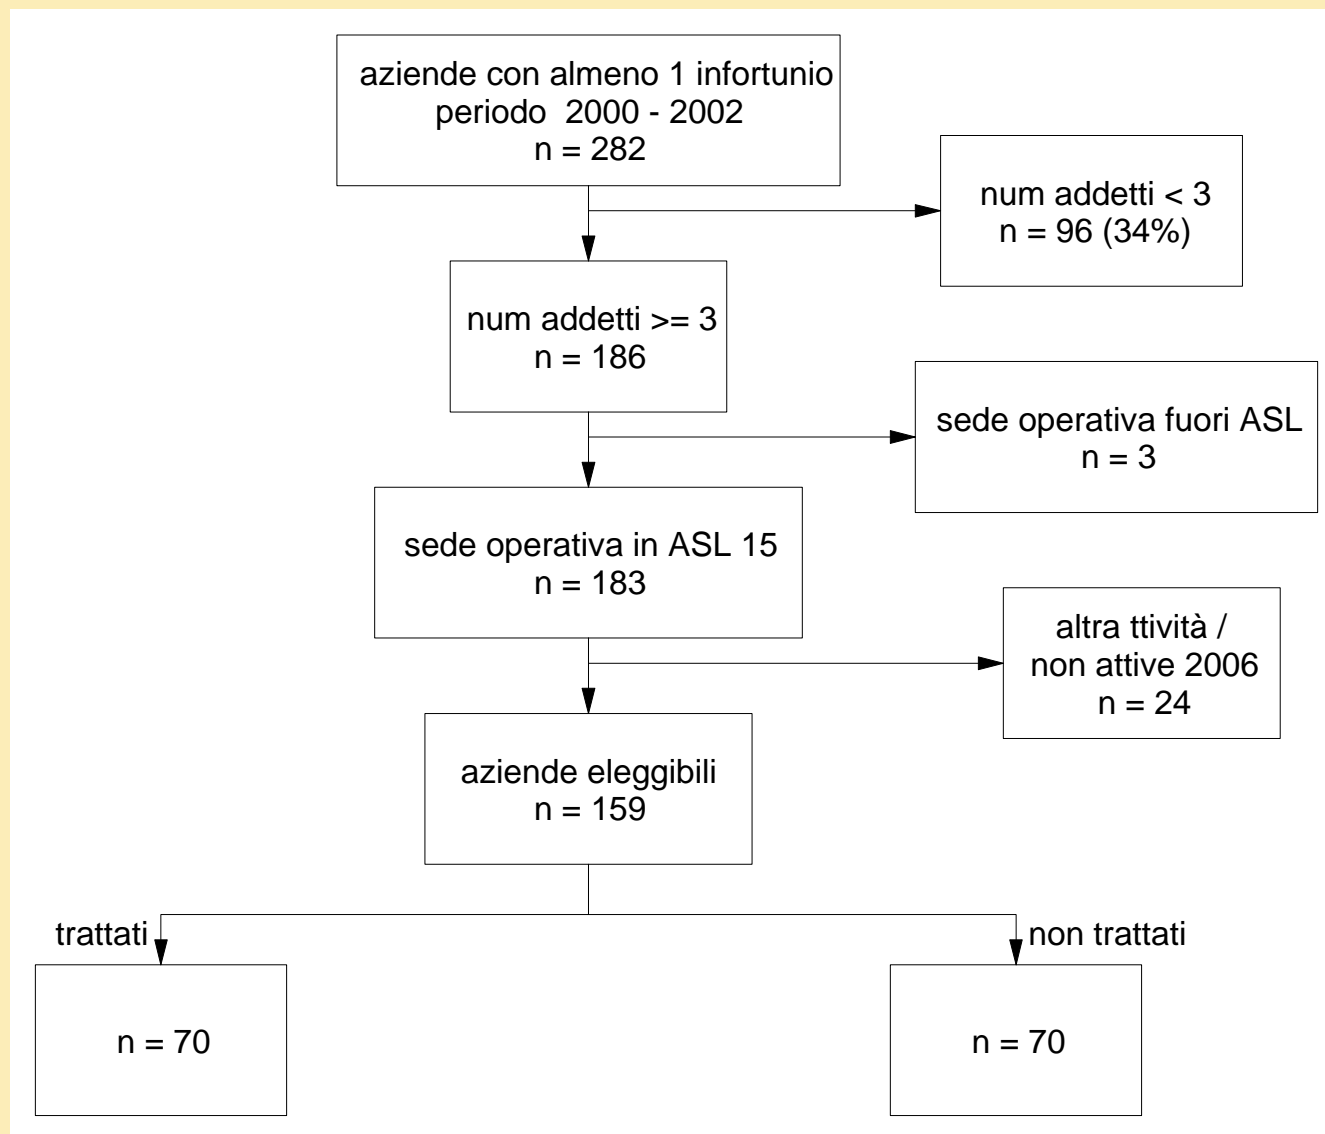 aziende con almeno 1 infortunio
periodo 2000 - 2002
n = 282
num addetti < 3
n = 96 (34%)
num addetti >= 3
n = 186
sede operativa fuori ASL
n = 3
sede operativa in ASL 15
n = 183
altra ttività /
non attive 2006
n = 24
aziende eleggibili
n = 159
trattati
non trattati
n = 70
n = 70